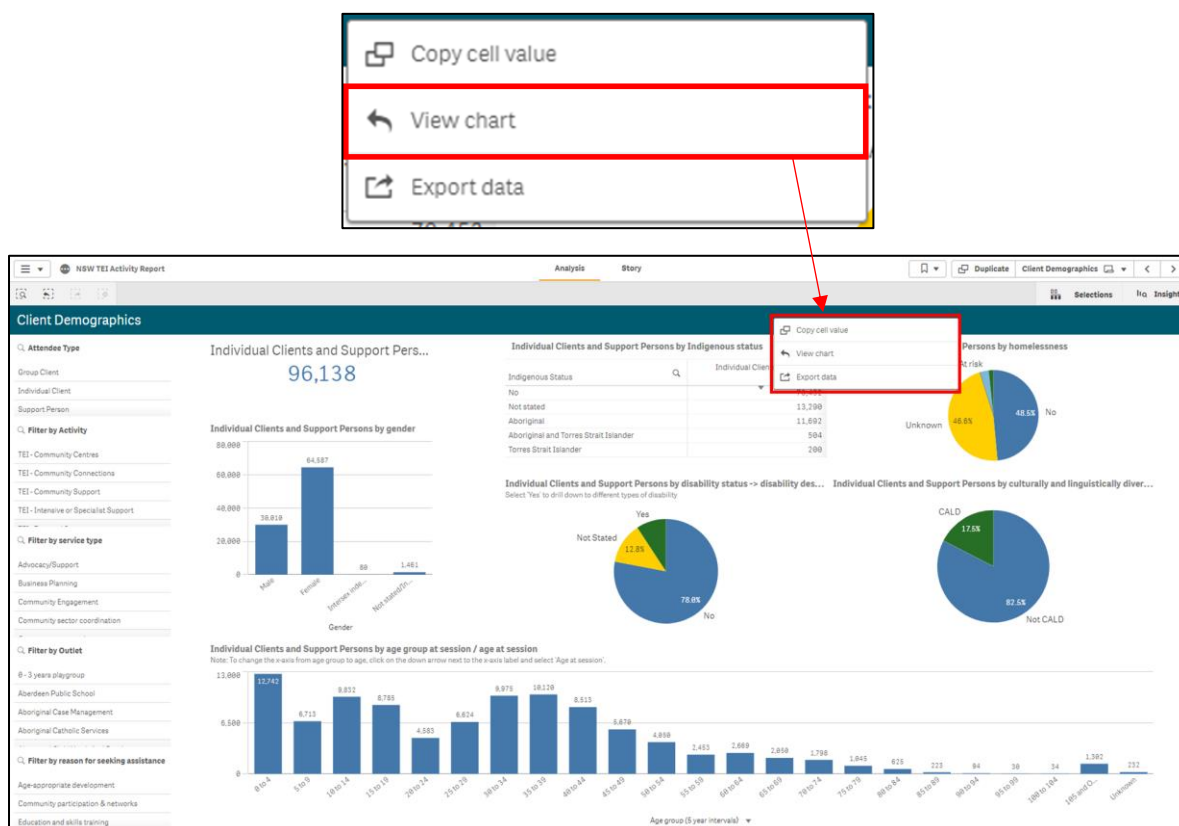 Copy cell value
View chart
Export data
NSW TEI Activity Report
Analysis
Story
Duplicate
Client Demographics
Selections
Insight
Client Demographics
Attendee Type
Group Client
Individual Client
Support Person
Filter by Activity
TEI - Community Centres
TEI - Community Connections
TEI - Community Support
TEI - Intensive or Specialist Support
Filter by service type
Advocacy/Support
Business Planning
Community Engagement
Community sector coordination
Filter by Outlet
0 - 3 years playgroup
Aberdeen Public School
Aboriginal Case Management
Aboriginal Catholic Services
Filter by reason for seeking assistance
Age-appropriate development
Community participation & networks
Education and skills training
Individual Clients and Support Pers...
96,138
Individual Clients and Support Persons by gender
80,000
60,000
40,000
20,000
0
64,587
1,461
Male
Female
Intersex inde...
Not stated/In...
Gender
Individual Clients and Support Persons by Indigenous status
Indigenous Status
Individual Clien
No
Not stated 13,290
Aboriginal 11,692
Aboriginal and Torres Strait Islander 504
Torres Strait Islander 200
Copy cell value
View chart
Export data
Persons by homelessness
At risk
Unknown
46.6%
48.5%
No
Individual Clients and Support Persons by disability status -> disability des...
Select 'Yes' to drill down to different types of disability
Yes
Not Stated
12.8%
78.0%
No
Individual Clients and Support Persons by culturally and linguistically diver...
CALD
17.5%
82.5%
Not CALD
Individual Clients and Support Persons by age group at session / age at session
Note: To change the x-axis from age group to age, click on the down arrow next to the x-axis label and select 'Age at session'.
13,000
6,500
0
12,742
6,713
8,785
4,583
6,824
9,975
10,120
8,513
5,870
4,050
2,453
2,669
2,050
1,798
1,045
625
223
94
30
34
1,302
232
0 to 4
5 to 9
10 to 14
15 to 19
20 to 24
25 to 29
30 to 34
35 to 39
40 to 44
45 to 49
50 to 54
55 to 59
60 to 64
65 to 69
70 to 74
75 to 79
80 to 84
85 to 89
90 to 94
95 to 99
100 to 104
105 and O...
Unknown
Age group (5 year intervals)